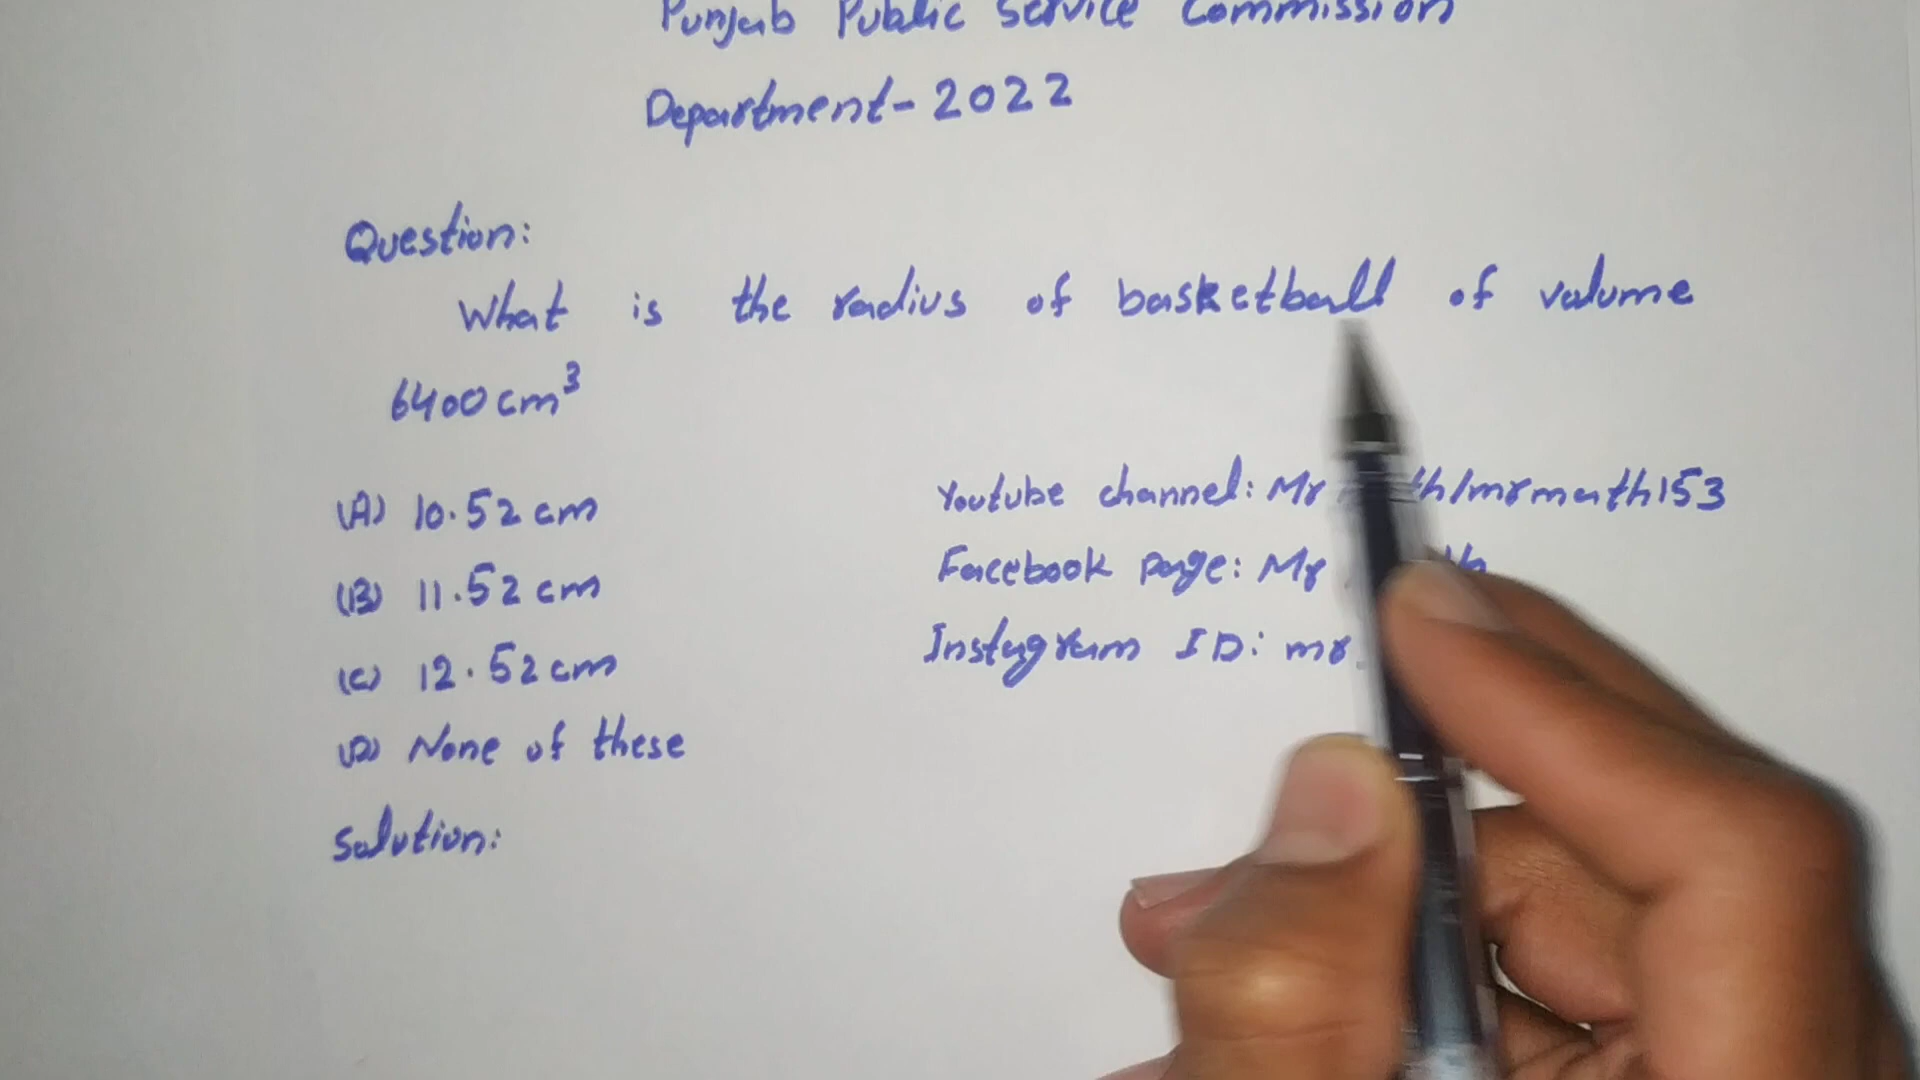 Punjab Public Service Commission
Department-2022
Question:
What is the radius of basketball of volume
6400 cm³
(A) 10.52 cm
(B) 11.52 cm
(C) 12.52 cm
(D) None of these
Solution:
Youtube channel: Mr /mrmath153
Facebook page: Mr
Instagram ID: mr